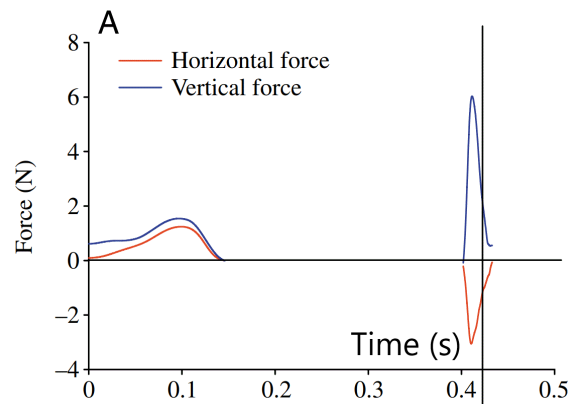 A
8
6
4
2
0
−2
−4
Force (N)
Horizontal force
Vertical force
Time (s)
0 0.1 0.2 0.3 0.4 0.5